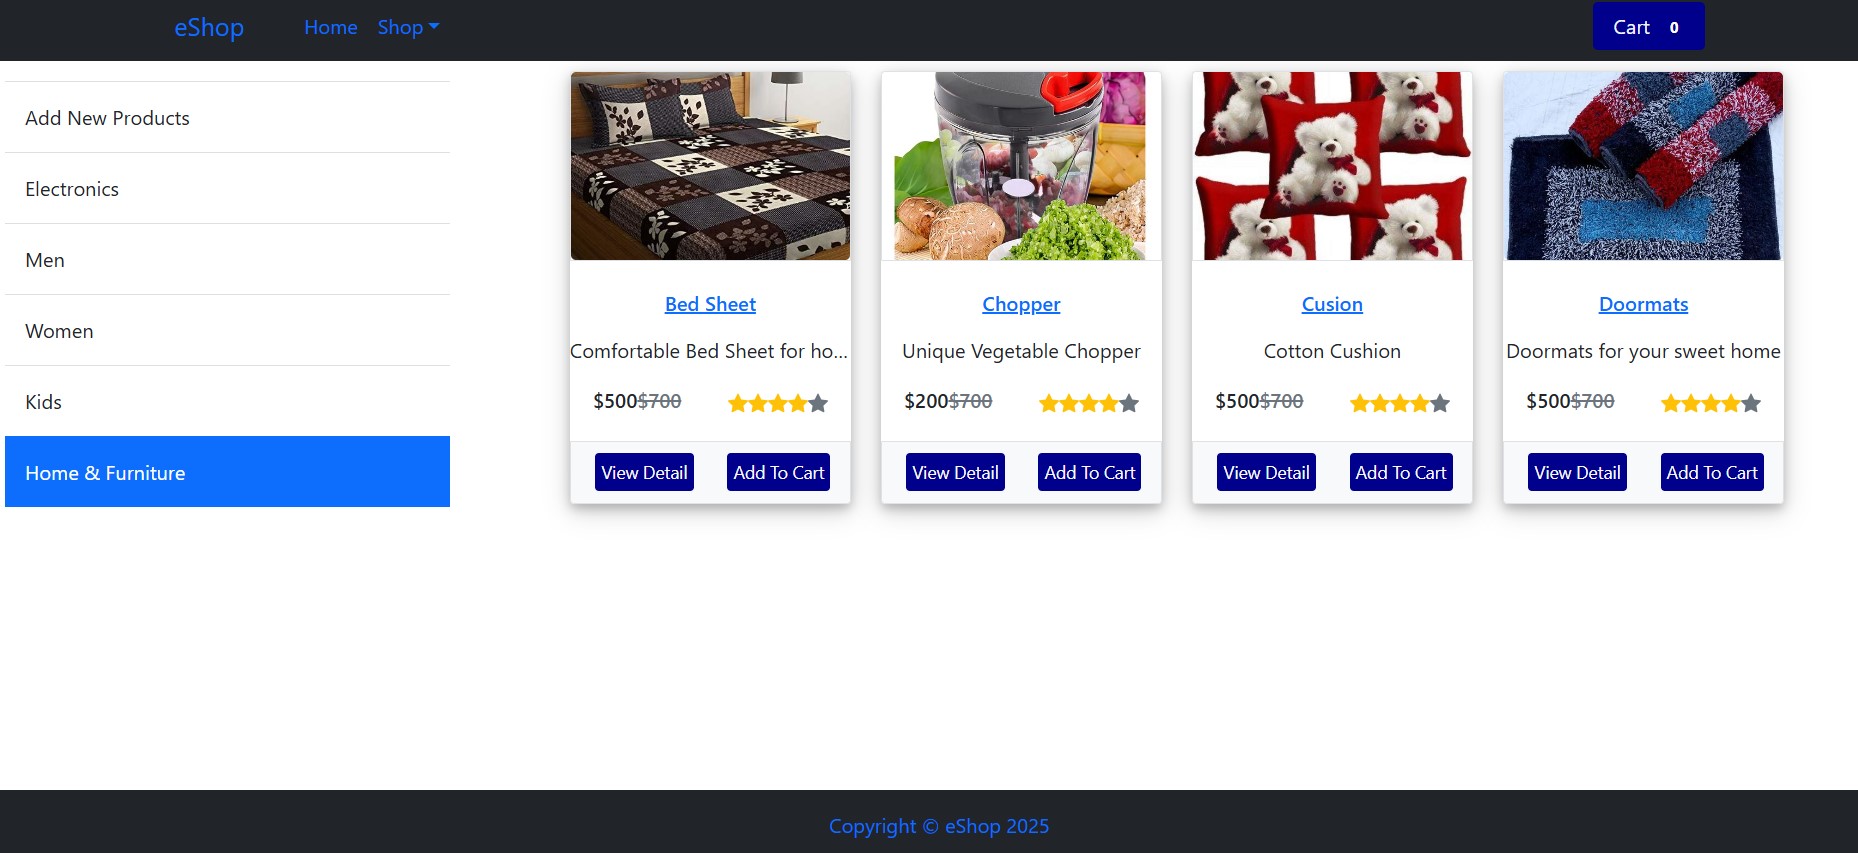 eShop Home Shop Cart 0
Add New Products
Electronics
Men
Women
Kids
Home & Furniture
Bed Sheet
Comfortable Bed Sheet for ho...
$500$700
View Detail Add To Cart
Chopper
Unique Vegetable Chopper
$200$700
View Detail Add To Cart
Cusion
Cotton Cushion
$500$700
View Detail Add To Cart
Doormats
Doormats for your sweet home
$500$700
View Detail Add To Cart
Copyright © eShop 2025